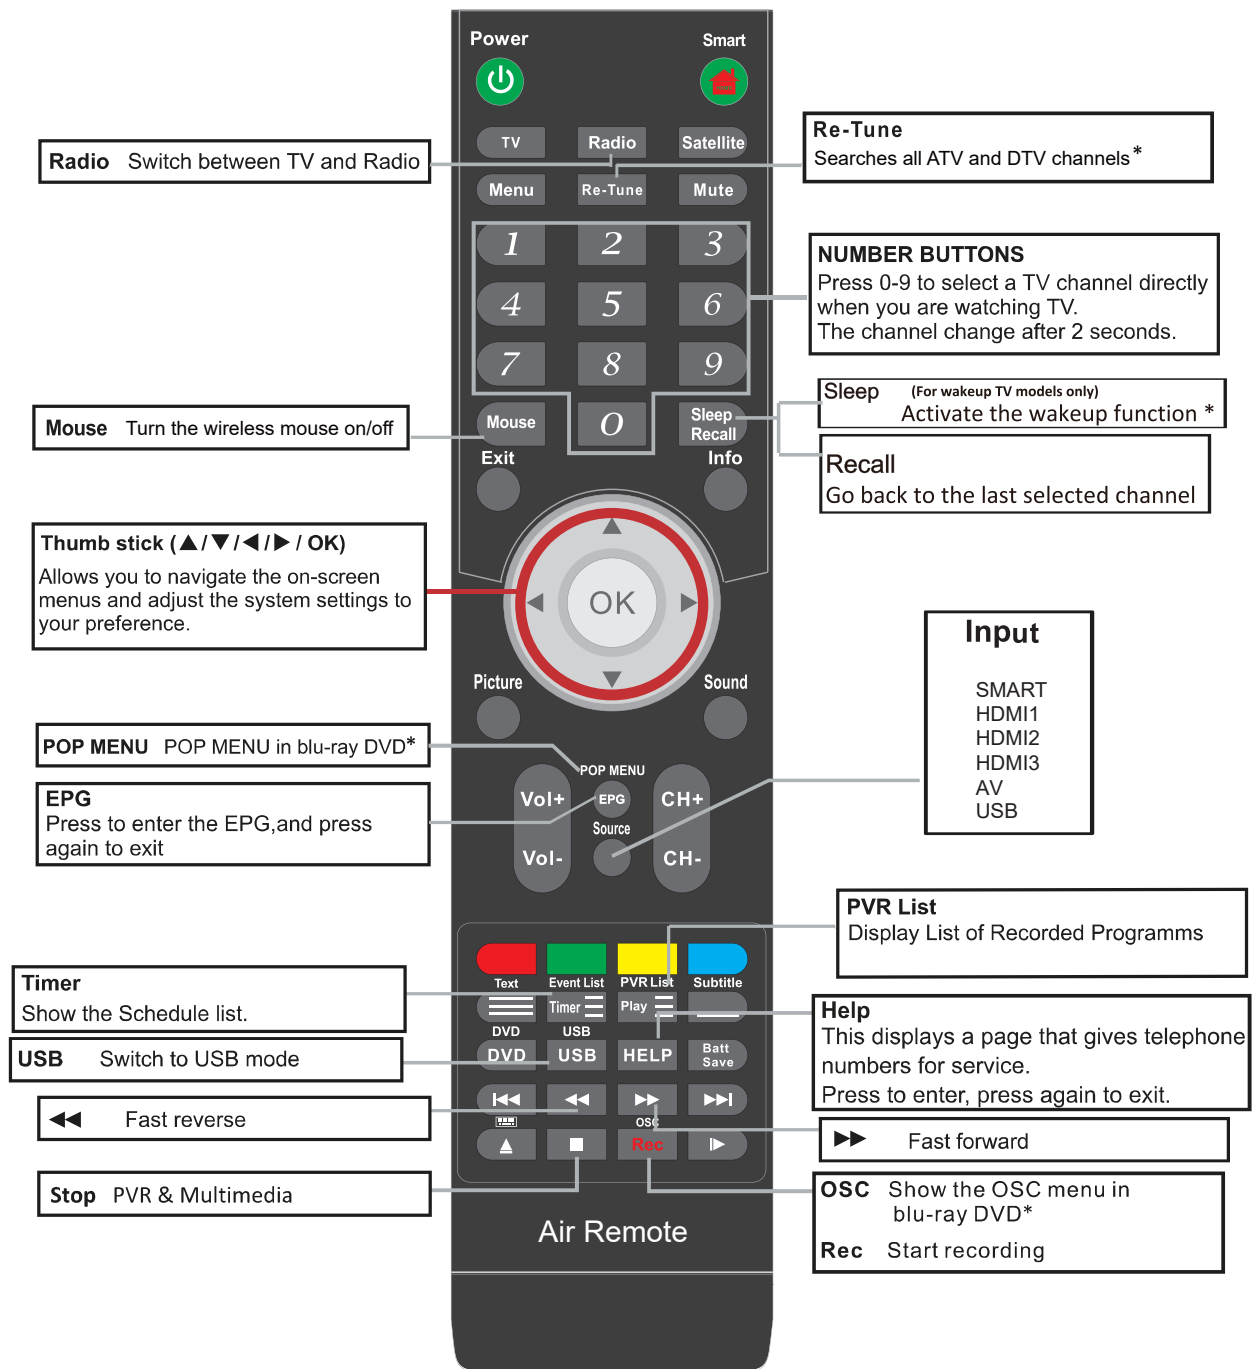 Power
Smart
TV
Radio
Satellite
Radio Switch between TV and Radio
Re-Tune
Searches all ATV and DTV channels*
Menu
Re-Tune
Mute
1
2
3
4
5
6
7
8
9
0
NUMBER BUTTONS
Press 0-9 to select a TV channel directly
when you are watching TV.
The channel change after 2 seconds.
Mouse Turn the wireless mouse on/off
Mouse
Sleep
Recall
Sleep (For wakeup TV models only)
Activate the wakeup function *
Recall
Go back to the last selected channel
Exit
Info
Thumb stick (▲/▼/◀/▶ / OK)
Allows you to navigate the on-screen
menus and adjust the system settings to
your preference.
OK
Input
SMART
HDMI1
HDMI2
HDMI3
AV
USB
Picture
Sound
POP MENU POP MENU in blu-ray DVD*
POP MENU
EPG
Press to enter the EPG,and press
again to exit
Vol+
EPG
CH+
Source
Vol-
CH-
PVR List
Display List of Recorded Programms
Text
Event List
PVR List
Subtitle
Timer
Show the Schedule list.
Timer
Play
DVD
USB
Help
This displays a page that gives telephone
numbers for service.
Press to enter, press again to exit.
USB Switch to USB mode
DVD
USB
HELP
Batt
Save
◀◀ Fast reverse
OSC
Rec
▶▶ Fast forward
Stop PVR & Multimedia
OSC Show the OSC menu in
blu-ray DVD*
Rec Start recording
Air Remote